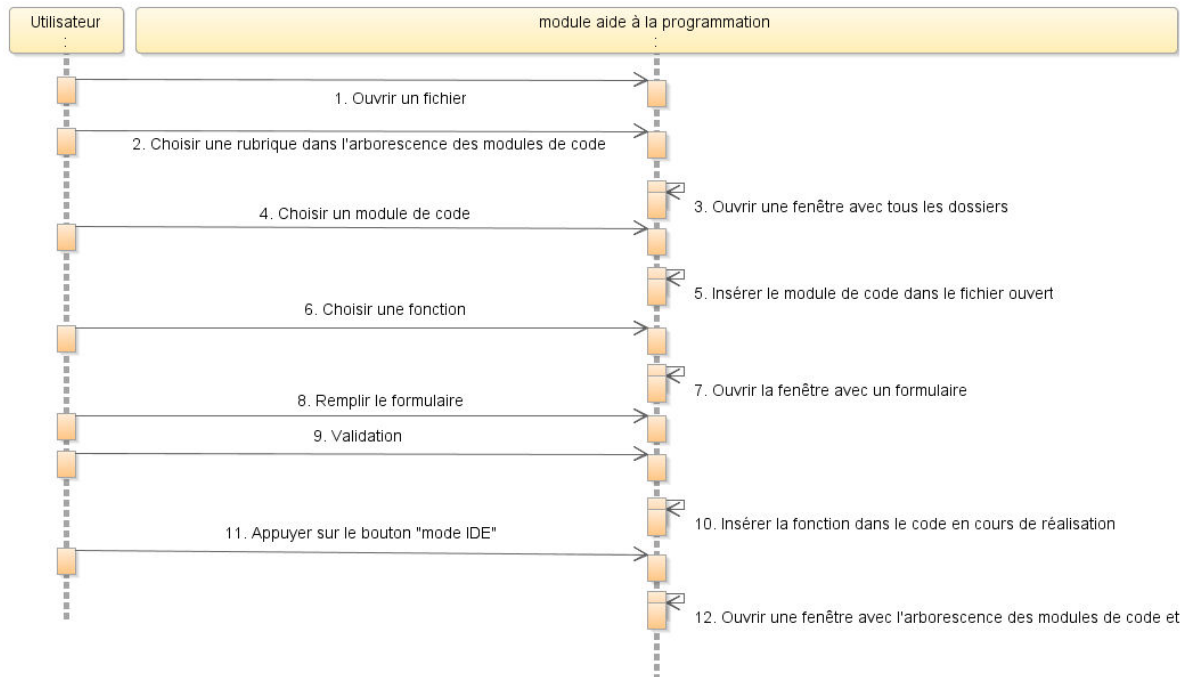 Utilisateur
:
module aide à la programmation
:
1. Ouvrir un fichier
2. Choisir une rubrique dans l'arborescence des modules de code
3. Ouvrir une fenêtre avec tous les dossiers
4. Choisir un module de code
5. Insérer le module de code dans le fichier ouvert
6. Choisir une fonction
7. Ouvrir la fenêtre avec un formulaire
8. Remplir le formulaire
9. Validation
10. Insérer la fonction dans le code en cours de réalisation
11. Appuyer sur le bouton "mode IDE"
12. Ouvrir une fenêtre avec l'arborescence des modules de code et